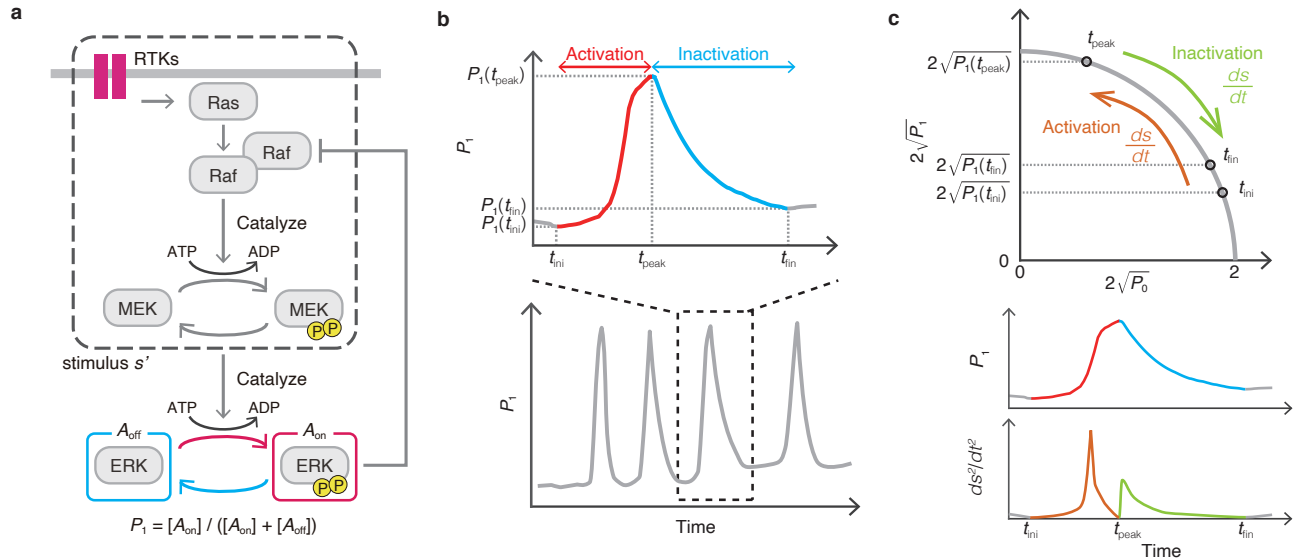 a
RTKs
Ras
Raf
Raf
Catalyze
ATP
ADP
MEK
MEK
P P
stimulus s'
Catalyze
ATP
ADP
A_off
A_on
ERK
ERK
P P
P_1 = [A_on] / ([A_on] + [A_off])
b
Activation
Inactivation
P_1(t_peak)
P_1
P_1(t_fin)
P_1(t_ini)
t_ini
t_peak
t_fin
P_1
Time
c
t_peak
2√P_1(t_peak)
Inactivation
ds/dt
Activation
ds/dt
2√P_1
t_fin
2√P_1(t_fin)
2√P_1(t_ini)
t_ini
0
0
2√P_0
2
P_1
ds²/dt²
t_ini
t_peak
t_fin
Time